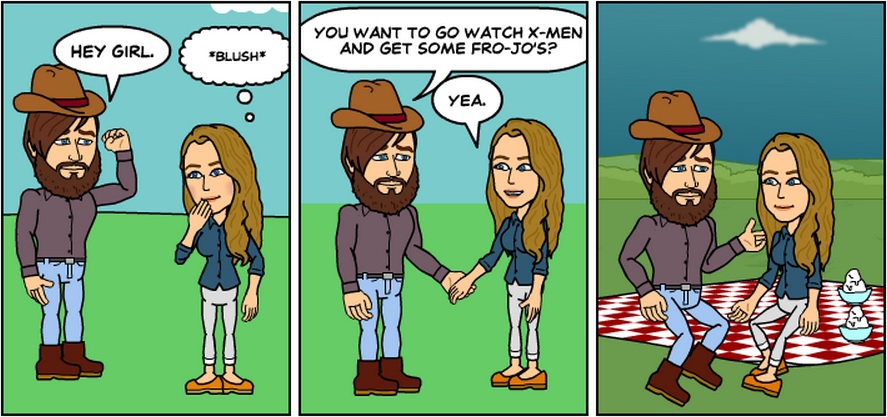 HEY GIRL.
*BLUSH*
YOU WANT TO GO WATCH X-MEN
AND GET SOME FRO-JO'S?
YEA.